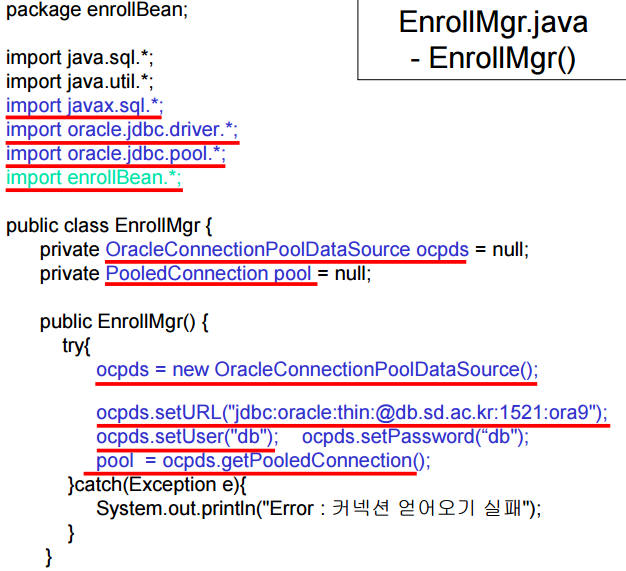 package enrollBean;
EnrollMgr.java
- EnrollMgr()
import java.sql.*;
import java.util.*;
import javax.sql.*;
import oracle.jdbc.driver.*;
import oracle.jdbc.pool.*;
import enrollBean.*;
public class EnrollMgr {
private OracleConnectionPoolDataSource ocpds = null;
private PooledConnection pool = null;
public EnrollMgr() {
try{
ocpds = new OracleConnectionPoolDataSource();
ocpds.setURL("jdbc:oracle:thin:@db.sd.ac.kr:1521:ora9");
ocpds.setUser("db"); ocpds.setPassword(“db");
pool = ocpds.getPooledConnection();
}catch(Exception e){
System.out.println("Error : 커넥션 얻어오기 실패");
}
}